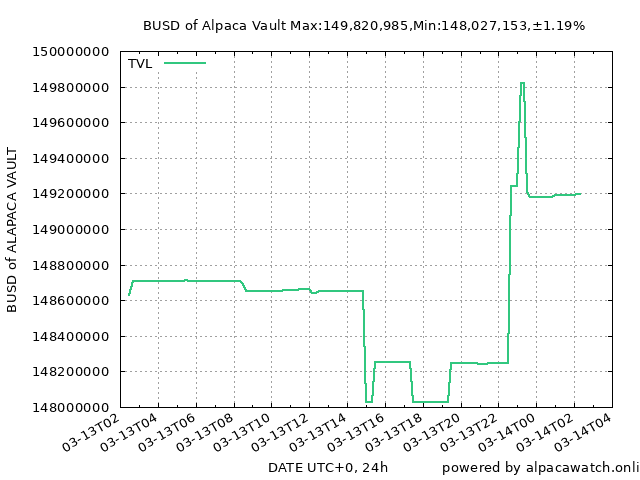 BUSD of Alpaca Vault Max:149,820,985,Min:148,027,153,±1.19%
TVL
150000000
149800000
149600000
149400000
149200000
149000000
148800000
148600000
148400000
148200000
148000000
BUSD of ALAPACA VAULT
03-13T02
03-13T04
03-13T06
03-13T08
03-13T10
03-13T12
03-13T14
03-13T16
03-13T18
03-13T20
03-13T22
03-14T00
03-14T02
03-14T04
DATE UTC+0, 24h
powered by alpacawatch.onli